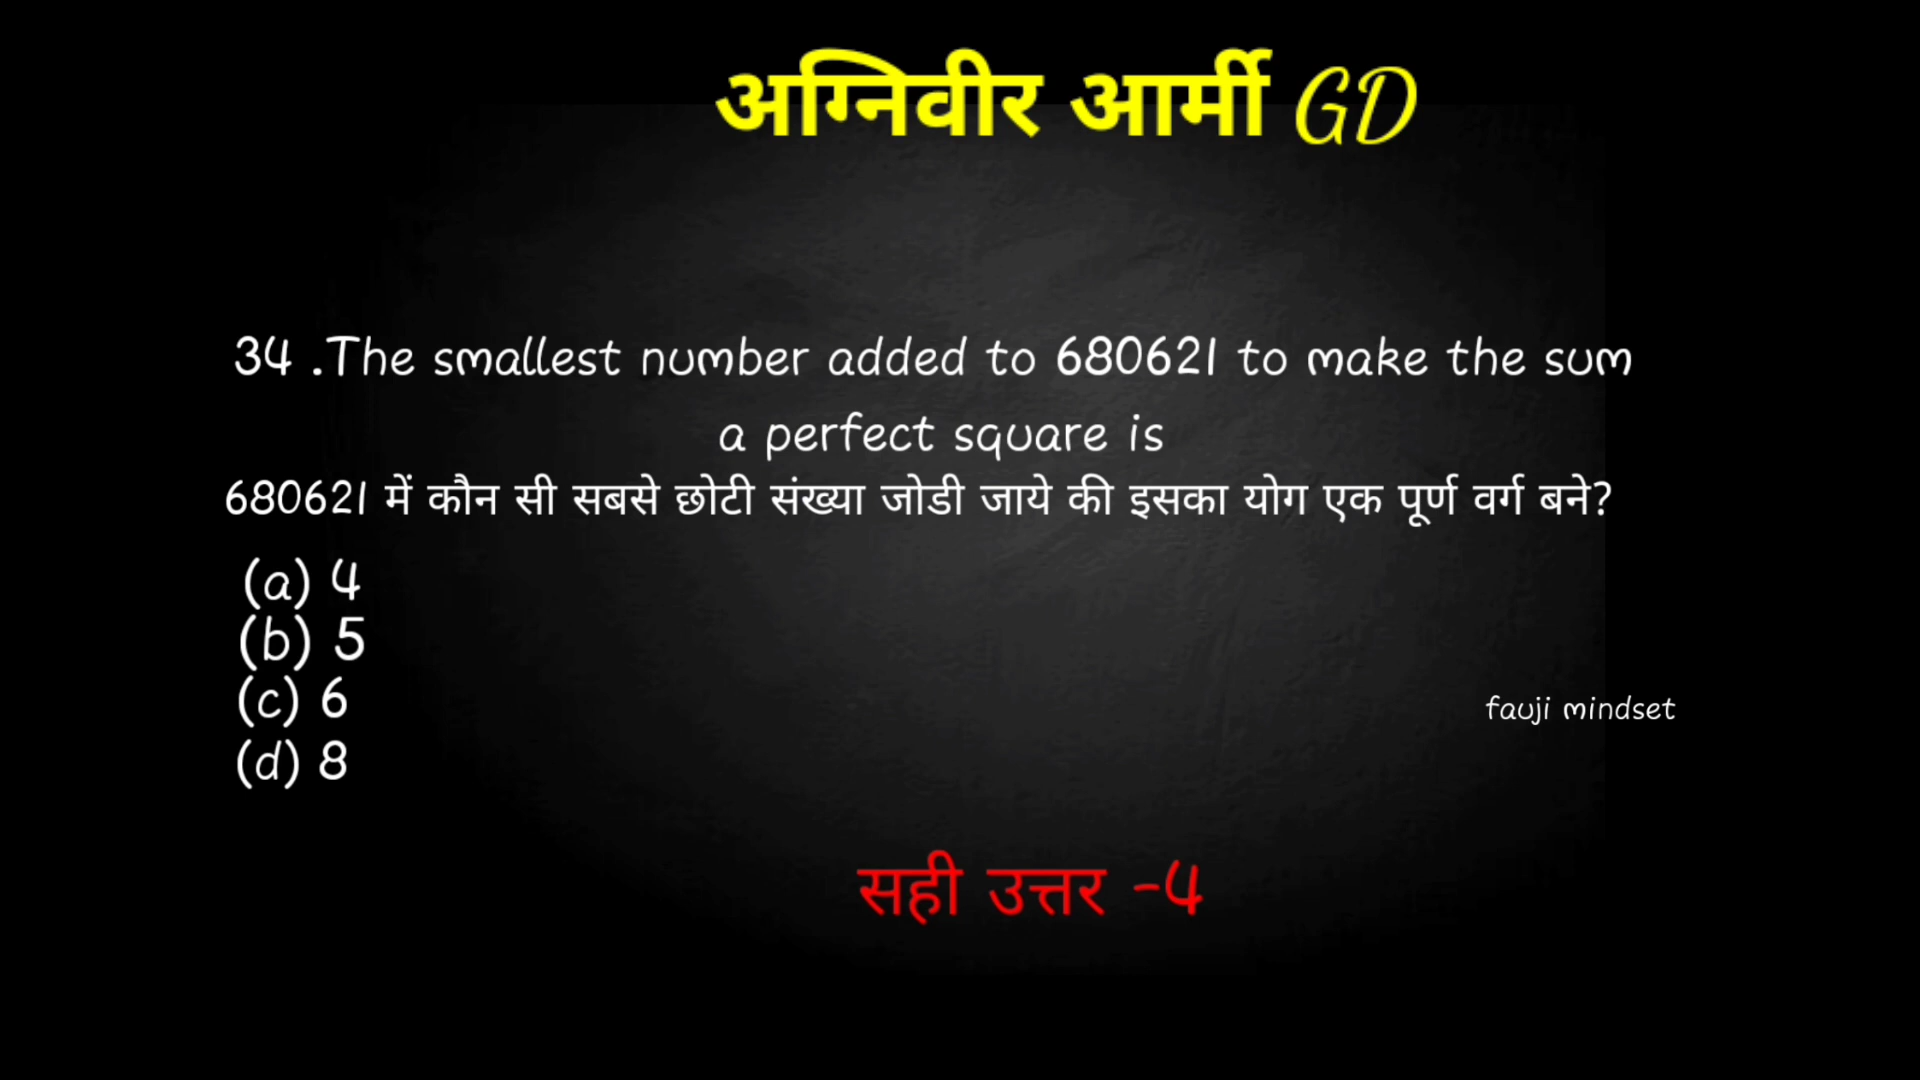 अग्निवीर आर्मी GD
34 .The smallest number added to 680621 to make the sum
a perfect square is
680621 में कौन सी सबसे छोटी संख्या जोडी जाये की इसका योग एक पूर्ण वर्ग बने?
(a) 4
(b) 5
(c) 6
fauji mindset
(d) 8
सही उत्तर -4